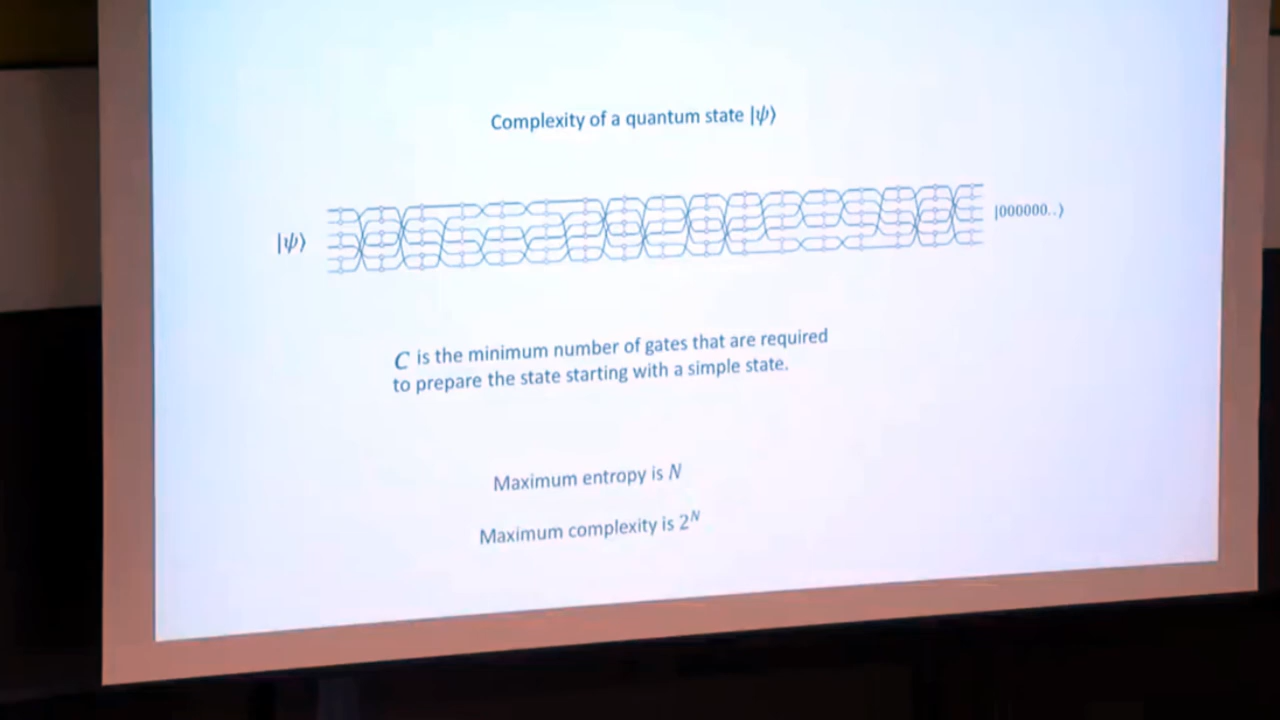 Complexity of a quantum state |ψ⟩
|ψ⟩
|000000..⟩
C is the minimum number of gates that are required
to prepare the state starting with a simple state.
Maximum entropy is N
Maximum complexity is 2^N